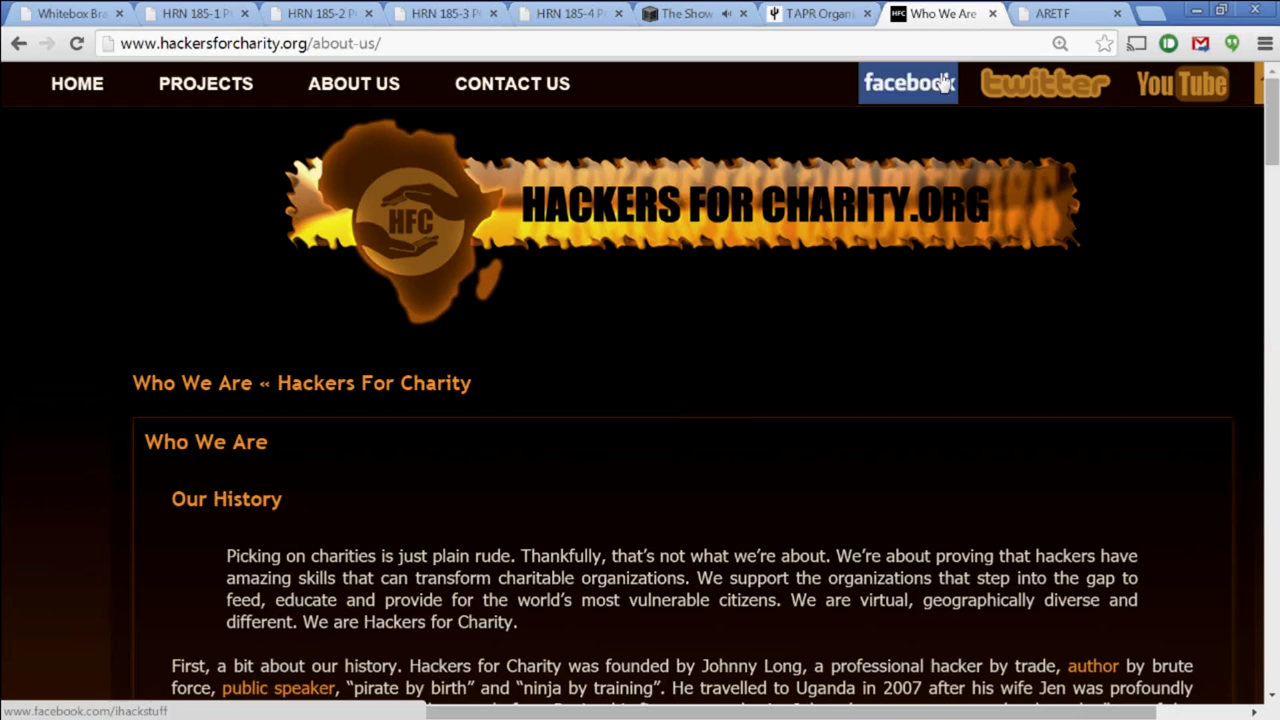 Whitebox Bra
HRN 185-1 P
HRN 185-2 P
HRN 185-3 P
HRN 185-4 P
The Show
TAPR Organi
HFC Who We Are
ARETF
www.hackersforcharity.org/about-us/
HOME PROJECTS ABOUT US CONTACT US facebook twitter YouTube
HFC
HACKERS FOR CHARITY.ORG
Who We Are « Hackers For Charity
Who We Are
Our History
Picking on charities is just plain rude. Thankfully, that's not what we're about. We're about proving that hackers have
amazing skills that can transform charitable organizations. We support the organizations that step into the gap to
feed, educate and provide for the world's most vulnerable citizens. We are virtual, geographically diverse and
different. We are Hackers for Charity.
First, a bit about our history. Hackers for Charity was founded by Johnny Long, a professional hacker by trade, author by brute
force, public speaker, “pirate by birth” and “ninja by training”. He travelled to Uganda in 2007 after his wife Jen was profoundly
www.facebook.com/ihackstuff